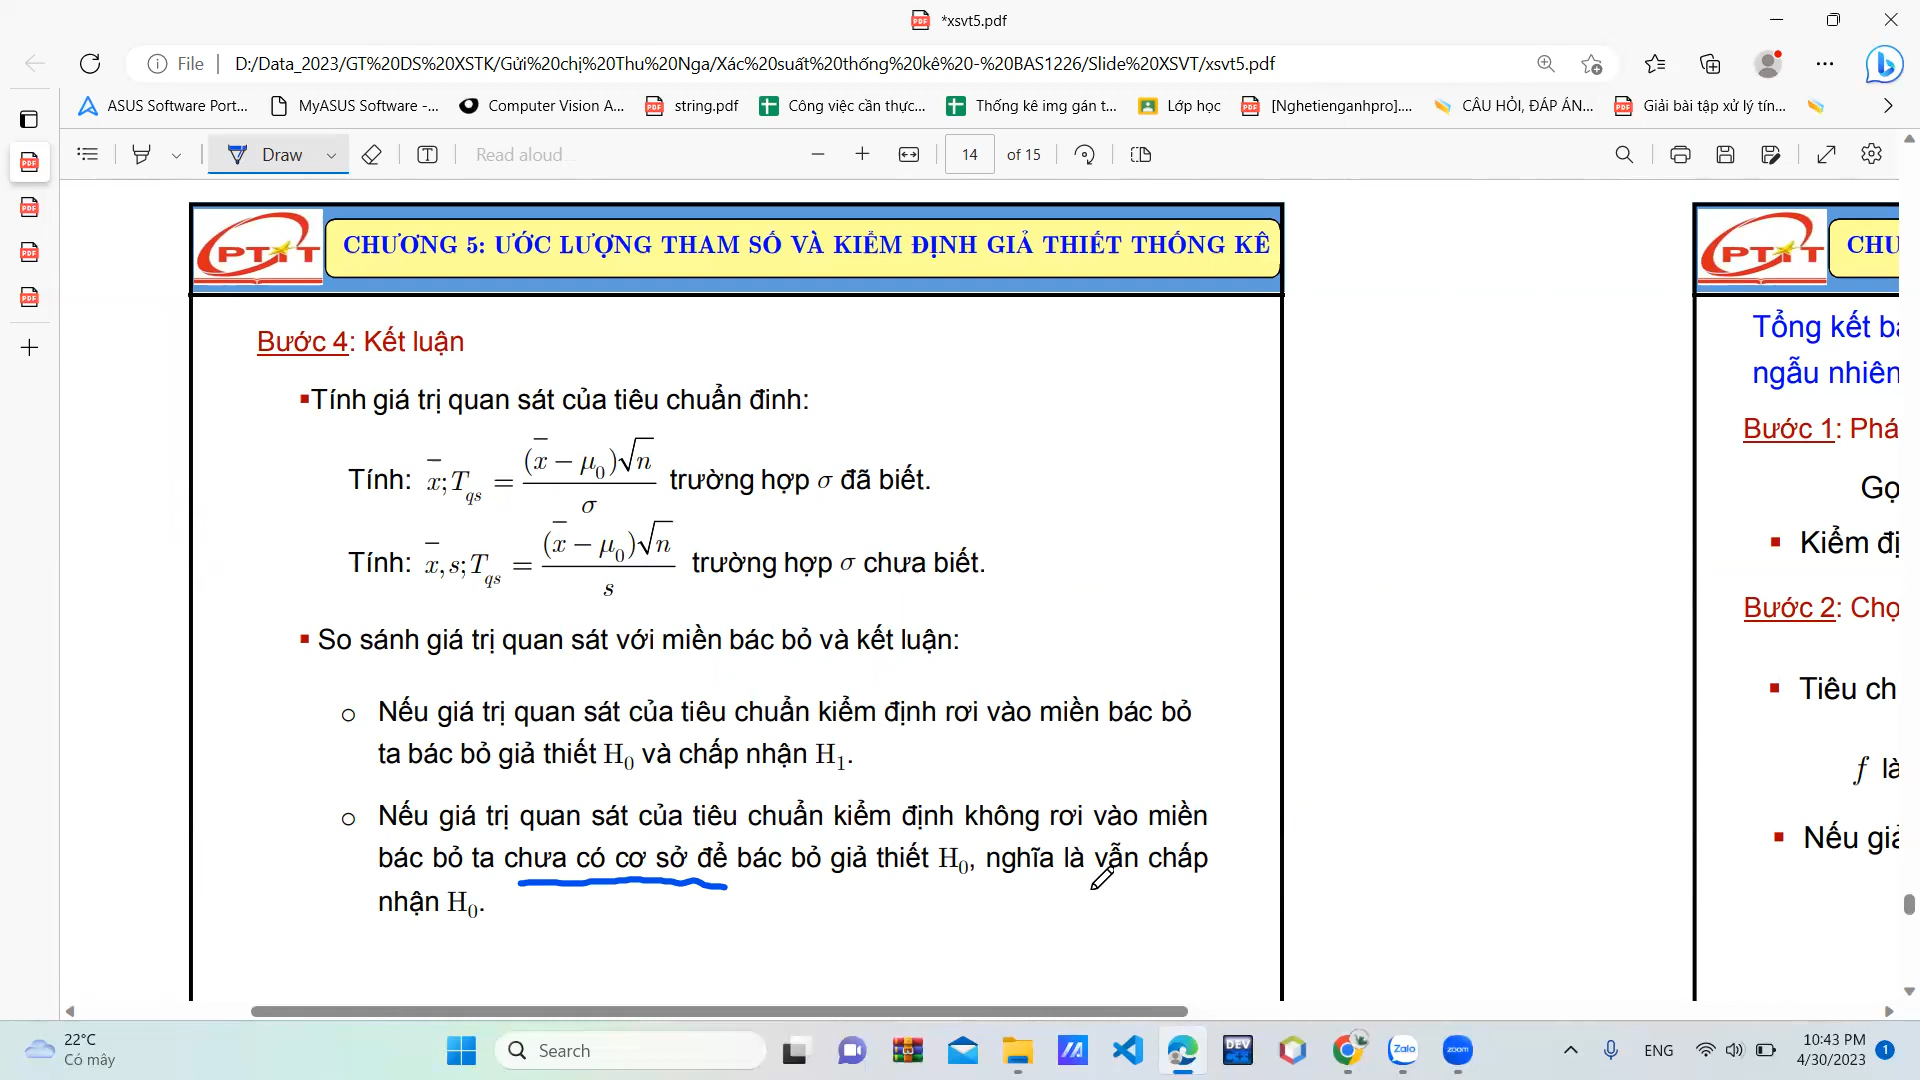 *xsvt5.pdf
File
D:/Data_2023/GT%20DS%20XSTK/Gửi%20chị%20Thu%20Nga/Xác%20suất%20thống%20kê%20-%20BAS1226/Slide%20XSVT/xsvt5.pdf
ASUS Software Port... MyASUS Software -... Computer Vision A... string.pdf Công việc cần thực... Thống kê img gán t... Lớp học [Nghetienganhpro].... CÂU HỎI, ĐÁP ÁN... Giải bài tập xử lý tín...
Draw Read aloud 14 of 15
PTIT
CHƯƠNG 5: ƯỚC LƯỢNG THAM SỐ VÀ KIỂM ĐỊNH GIẢ THIẾT THỐNG KÊ
Bước 4: Kết luận
▪Tính giá trị quan sát của tiêu chuẩn đinh:
Tính: x̄; T_qs = (x̄ − μ₀)√n / σ trường hợp σ đã biết.
Tính: x̄, s; T_qs = (x̄ − μ₀)√n / s trường hợp σ chưa biết.
▪ So sánh giá trị quan sát với miền bác bỏ và kết luận:
o Nếu giá trị quan sát của tiêu chuẩn kiểm định rơi vào miền bác bỏ
ta bác bỏ giả thiết H₀ và chấp nhận H₁.
o Nếu giá trị quan sát của tiêu chuẩn kiểm định không rơi vào miền
bác bỏ ta chưa có cơ sở để bác bỏ giả thiết H₀, nghĩa là vẫn chấp
nhận H₀.
PTIT
CHƯ
Tổng kết
ngẫu nhiên
Bước 1: Phá
Gọ
▪ Kiểm đị
Bước 2: Chọ
▪ Tiêu ch
f là
▪ Nếu giá
22°C
Có mây
Search
DEV
Zalo
zoom
ENG
10:43 PM
4/30/2023
1